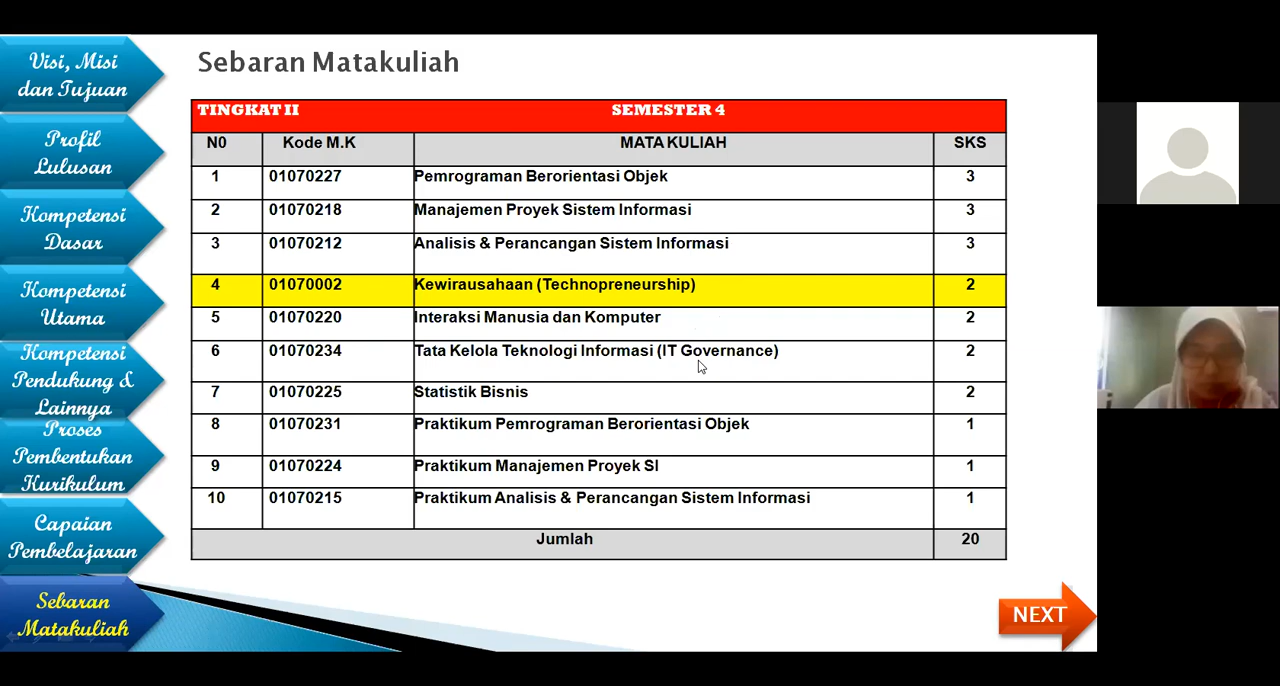 Visi, Misi
dan Tujuan
Profil
Lulusan
Kompetensi
Dasar
Kompetensi
Utama
Kompetensi
Pendukung &
Lainnya
Proses
Pembentukan
Kurikulum
Capaian
Pembelajaran
Sebaran
Matakuliah
Sebaran Matakuliah
TINGKAT II SEMESTER 4
N0 Kode M.K MATA KULIAH SKS
1 01070227 Pemrograman Berorientasi Objek 3
2 01070218 Manajemen Proyek Sistem Informasi 3
3 01070212 Analisis & Perancangan Sistem Informasi 3
4 01070002 Kewirausahaan (Technopreneurship) 2
5 01070220 Interaksi Manusia dan Komputer 2
6 01070234 Tata Kelola Teknologi Informasi (IT Governance) 2
7 01070225 Statistik Bisnis 2
8 01070231 Praktikum Pemrograman Berorientasi Objek 1
9 01070224 Praktikum Manajemen Proyek SI 1
10 01070215 Praktikum Analisis & Perancangan Sistem Informasi 1
Jumlah 20
NEXT